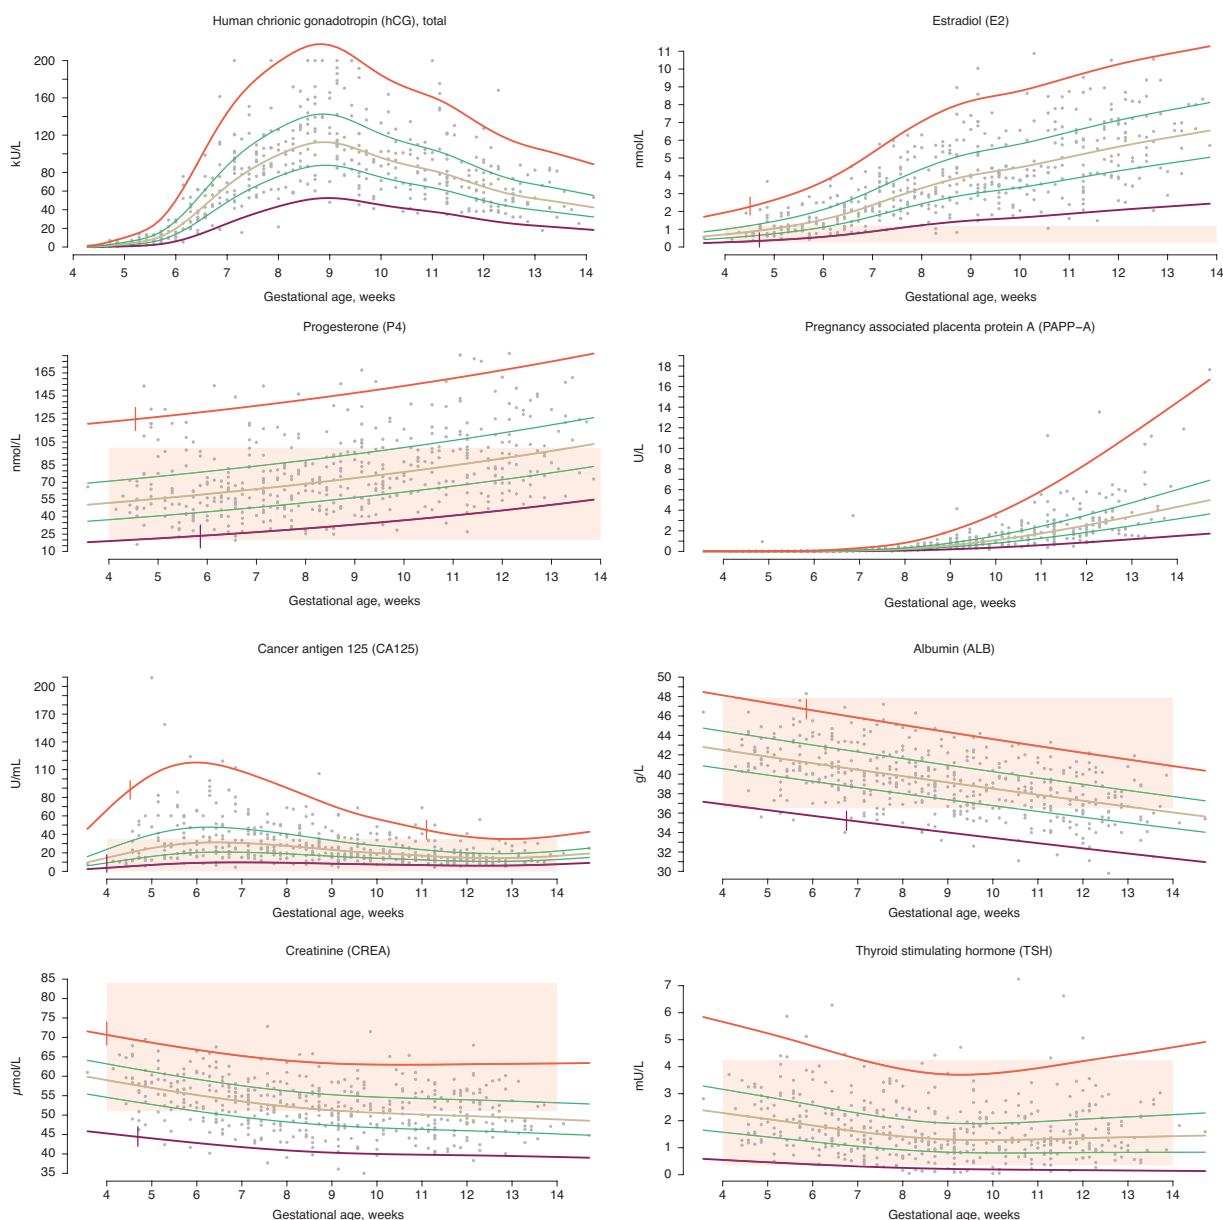 Human chrionic gonadotropin (hCG), total
kU/L
200
160
120
100
80
60
40
20
0
4 5 6 7 8 9 10 11 12 13 14
Gestational age, weeks
Estradiol (E2)
nmol/L
11
10
9
8
7
6
5
4
3
2
1
0
4 5 6 7 8 9 10 11 12 13 14
Gestational age, weeks
Progesterone (P4)
nmol/L
165
145
125
105
85
70
55
40
25
10
4 5 6 7 8 9 10 11 12 13 14
Gestational age, weeks
Pregnancy associated placenta protein A (PAPP−A)
U/L
18
16
14
12
10
8
6
4
2
0
4 5 6 7 8 9 10 11 12 13 14
Gestational age, weeks
Cancer antigen 125 (CA125)
U/mL
200
170
140
110
80
60
40
20
0
4 5 6 7 8 9 10 11 12 13 14
Gestational age, weeks
Albumin (ALB)
g/L
50
48
46
44
42
40
38
36
34
32
30
4 5 6 7 8 9 10 11 12 13 14
Gestational age, weeks
Creatinine (CREA)
μmol/L
85
80
75
70
65
60
55
50
45
40
35
4 5 6 7 8 9 10 11 12 13 14
Gestational age, weeks
Thyroid stimulating hormone (TSH)
mU/L
7
6
5
4
3
2
1
0
4 5 6 7 8 9 10 11 12 13 14
Gestational age, weeks